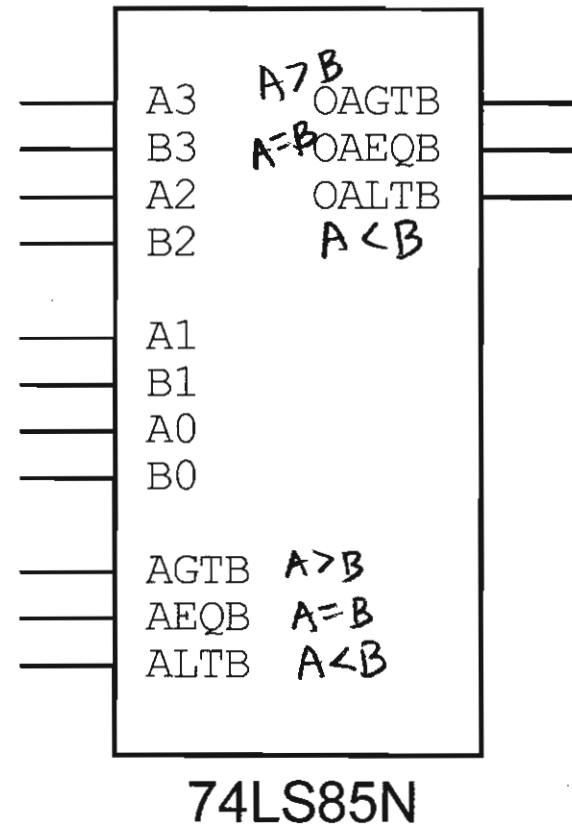 A3 A>B OAGTB
B3 A=B OAEQB
A2 OALTB
B2 A<B
A1
B1
A0
B0
AGTB A>B
AEQB A=B
ALTB A<B
74LS85N